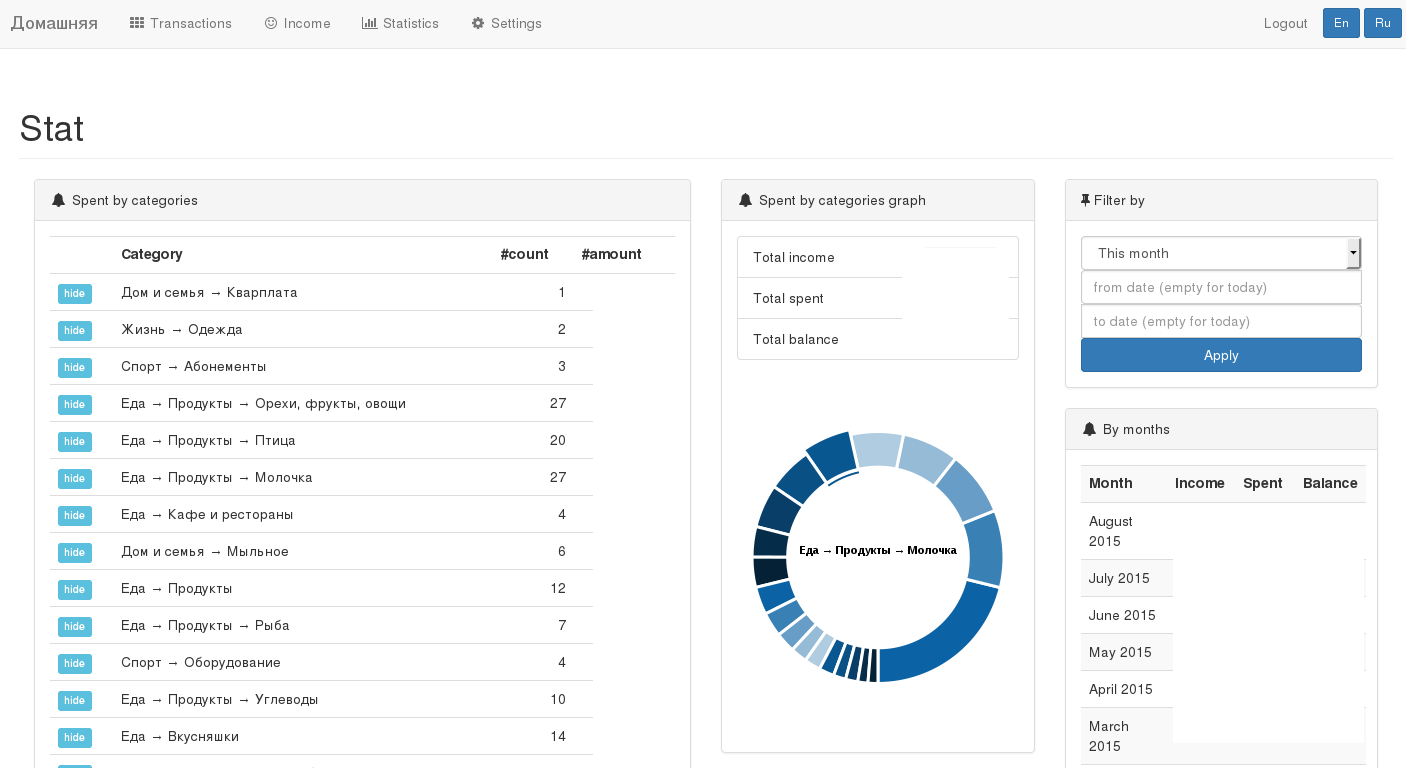 Домашняя Transactions Income Statistics Settings Logout En Ru
Stat
Spent by categories
Category #count #amount
hide Дом и семья → Кварплата 1
hide Жизнь → Одежда 2
hide Спорт → Абонементы 3
hide Еда → Продукты → Орехи, фрукты, овощи 27
hide Еда → Продукты → Птица 20
hide Еда → Продукты → Молочка 27
hide Еда → Кафе и рестораны 4
hide Дом и семья → Мыльное 6
hide Еда → Продукты 12
hide Еда → Продукты → Рыба 7
hide Спорт → Оборудование 4
hide Еда → Продукты → Углеводы 10
hide Еда → Вкусняшки 14
Spent by categories graph
Total income
Total spent
Total balance
Еда → Продукты → Молочка
Filter by
This month
from date (empty for today)
to date (empty for today)
Apply
By months
Month Income Spent Balance
August
2015
July 2015
June 2015
May 2015
April 2015
March
2015